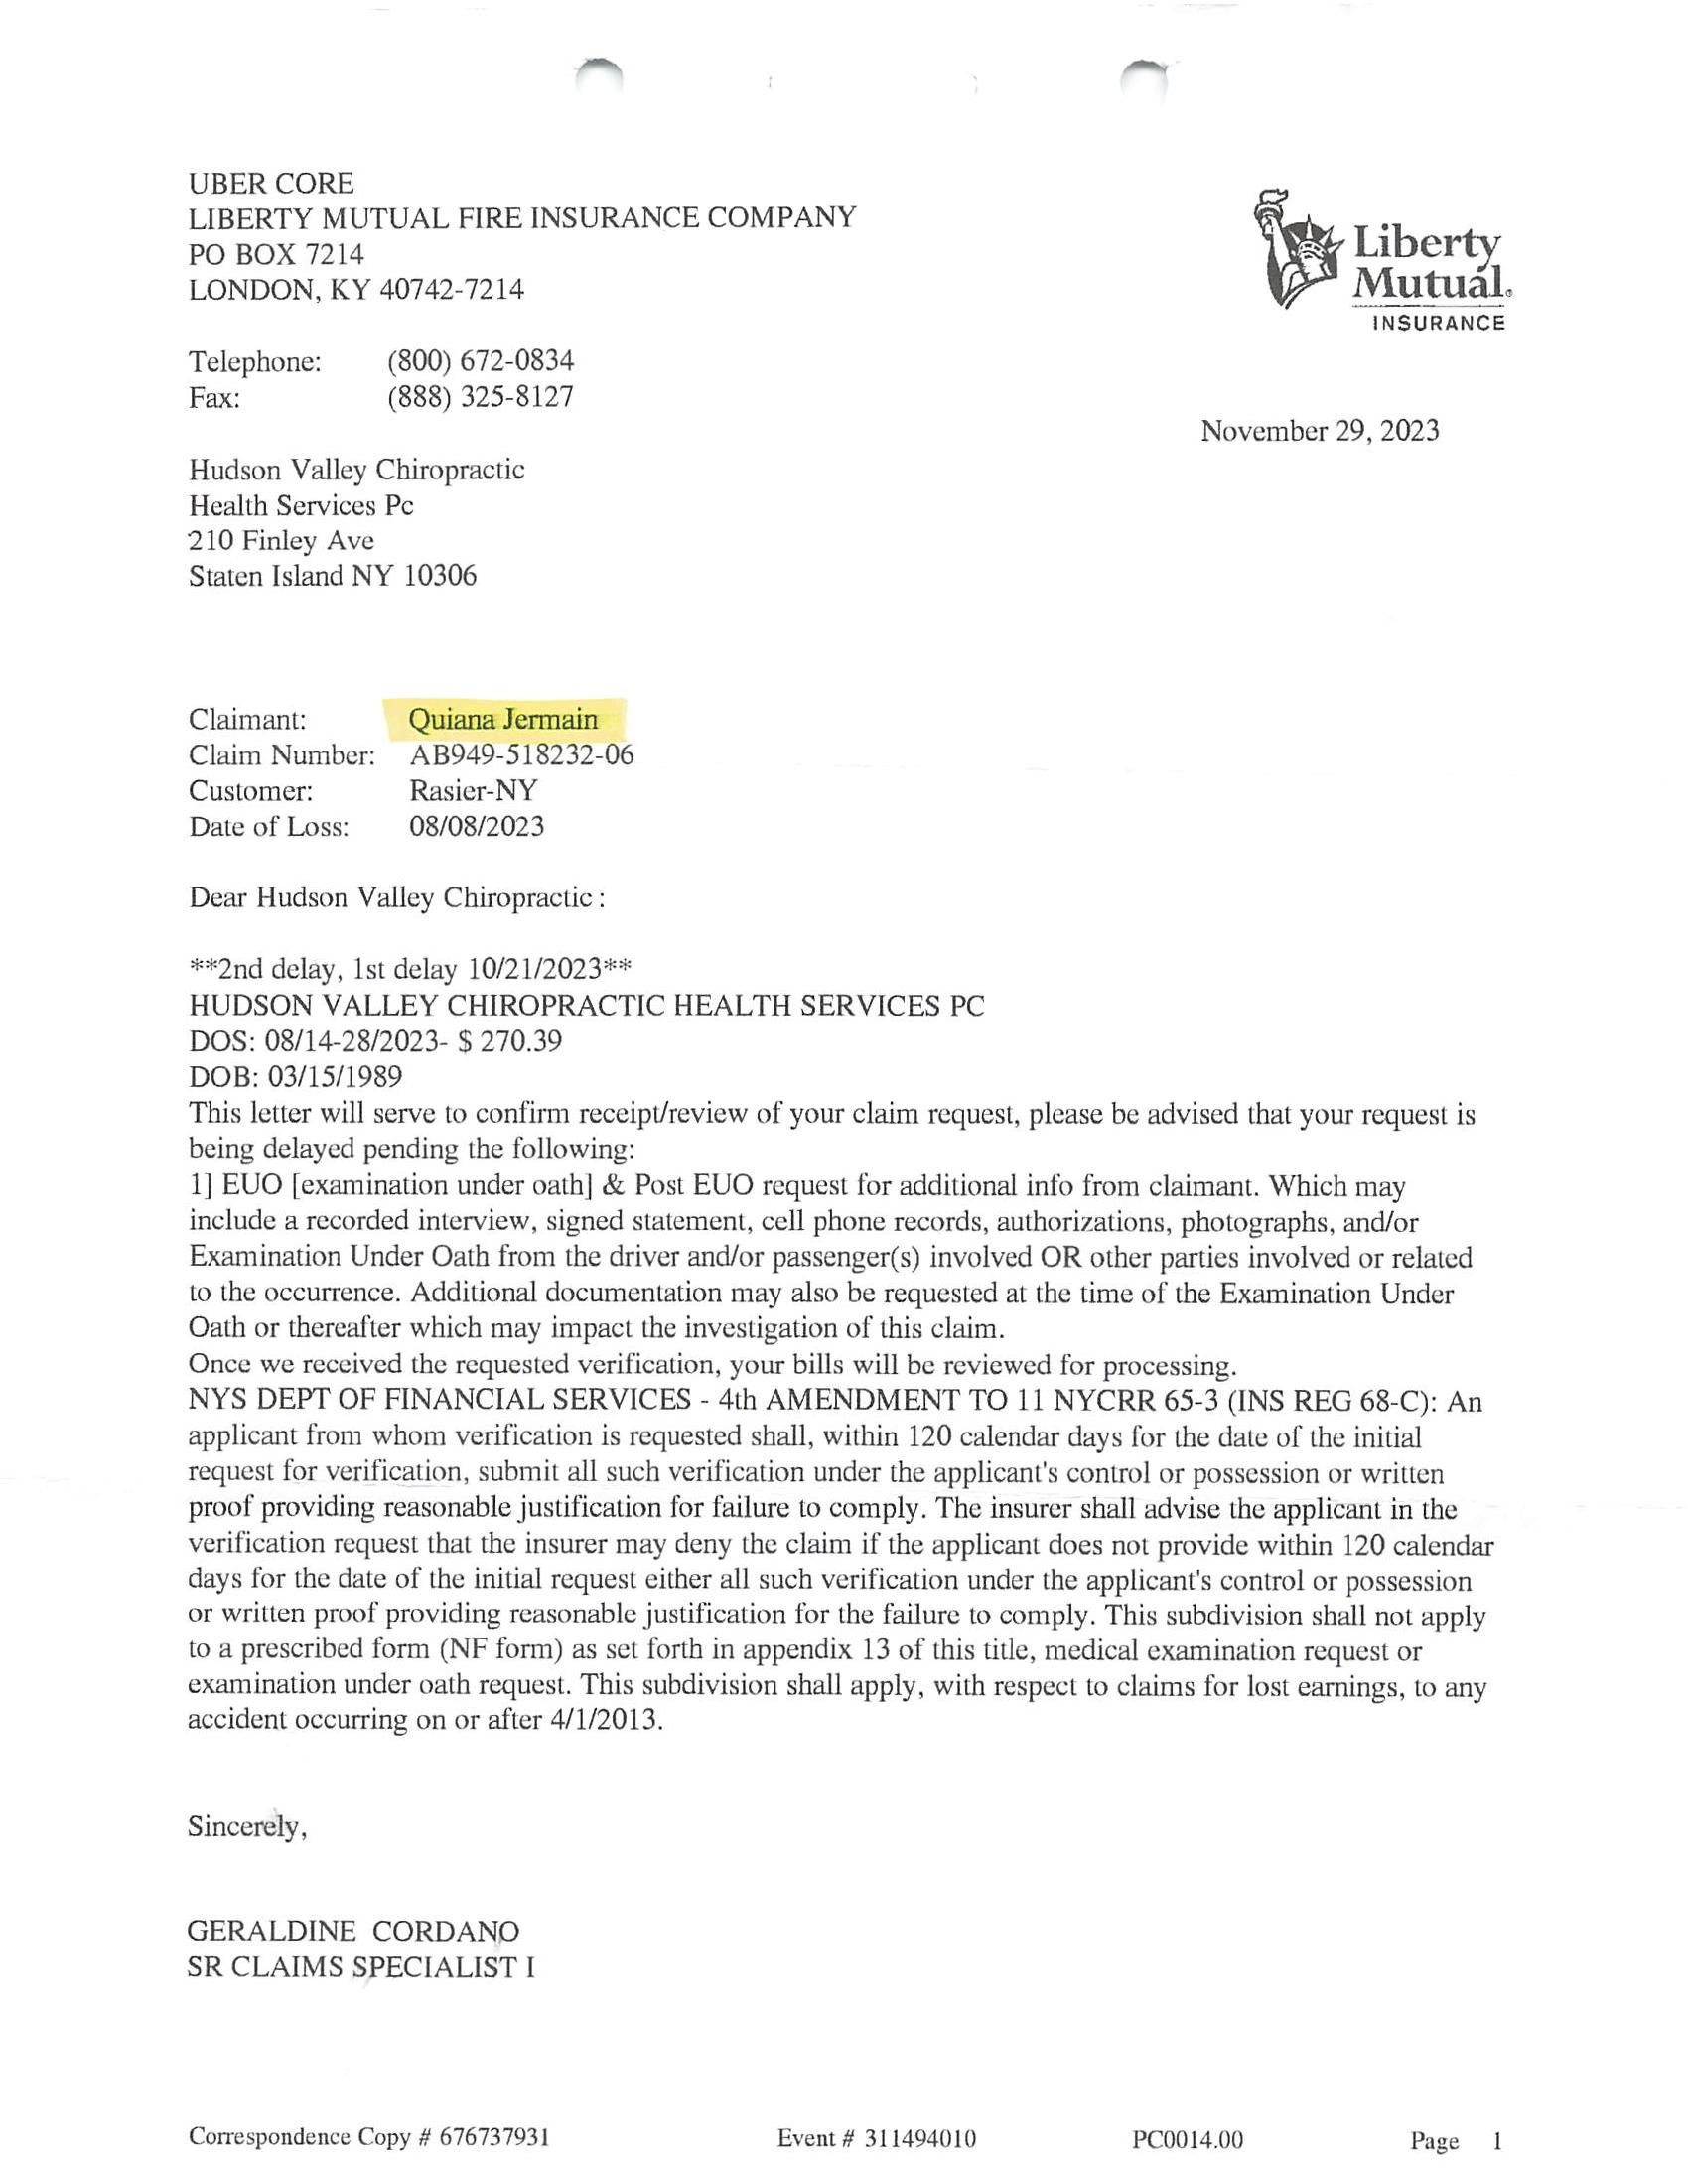 UBER CORE
LIBERTY MUTUAL FIRE INSURANCE COMPANY
PO BOX 7214
LONDON, KY 40742-7214
Liberty
Mutual.
INSURANCE
Telephone: (800) 672-0834
Fax: (888) 325-8127
November 29, 2023
Hudson Valley Chiropractic
Health Services Pc
210 Finley Ave
Staten Island NY 10306
Claimant: Quiana Jermain
Claim Number: AB949-518232-06
Customer: Rasier-NY
Date of Loss: 08/08/2023
Dear Hudson Valley Chiropractic :
**2nd delay, 1st delay 10/21/2023**
HUDSON VALLEY CHIROPRACTIC HEALTH SERVICES PC
DOS: 08/14-28/2023- $ 270.39
DOB: 03/15/1989
This letter will serve to confirm receipt/review of your claim request, please be advised that your request is
being delayed pending the following:
1] EUO [examination under oath] & Post EUO request for additional info from claimant. Which may
include a recorded interview, signed statement, cell phone records, authorizations, photographs, and/or
Examination Under Oath from the driver and/or passenger(s) involved OR other parties involved or related
to the occurrence. Additional documentation may also be requested at the time of the Examination Under
Oath or thereafter which may impact the investigation of this claim.
Once we received the requested verification, your bills will be reviewed for processing.
NYS DEPT OF FINANCIAL SERVICES - 4th AMENDMENT TO 11 NYCRR 65-3 (INS REG 68-C): An
applicant from whom verification is requested shall, within 120 calendar days for the date of the initial
request for verification, submit all such verification under the applicant's control or possession or written
proof providing reasonable justification for failure to comply. The insurer shall advise the applicant in the
verification request that the insurer may deny the claim if the applicant does not provide within 120 calendar
days for the date of the initial request either all such verification under the applicant's control or possession
or written proof providing reasonable justification for the failure to comply. This subdivision shall not apply
to a prescribed form (NF form) as set forth in appendix 13 of this title, medical examination request or
examination under oath request. This subdivision shall apply, with respect to claims for lost earnings, to any
accident occurring on or after 4/1/2013.
Sincerely,
GERALDINE CORDANO
SR CLAIMS SPECIALIST I
Correspondence Copy # 676737931 Event # 311494010 PC0014.00 Page 1